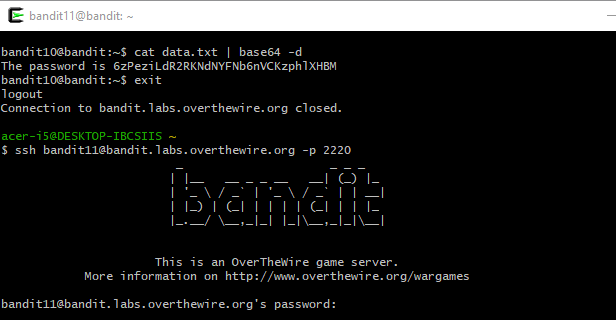 bandit11@bandit: ~
bandit10@bandit:~$ cat data.txt | base64 -d
The password is 6zPeziLdR2RKNdNYFNb6nVCKzphlXHBM
bandit10@bandit:~$ exit
logout
Connection to bandit.labs.overthewire.org closed.
acer-i5@DESKTOP-IBCSIIS ~
$ ssh bandit11@bandit.labs.overthewire.org -p 2220
bandit
This is an OverTheWire game server.
More information on http://www.overthewire.org/wargames
bandit11@bandit.labs.overthewire.org's password: